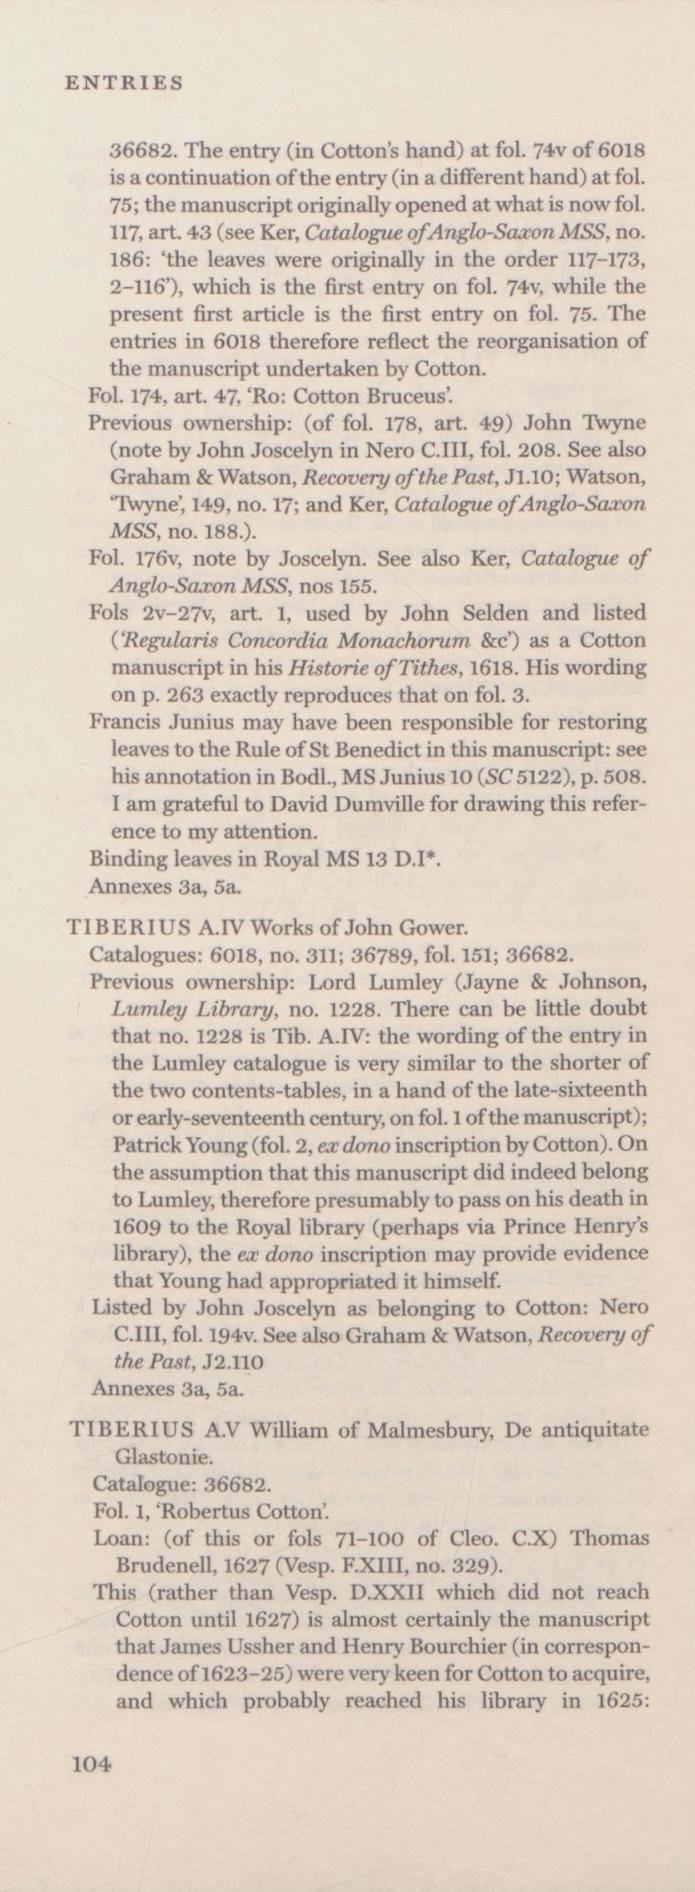 ENTRIES
36682. The entry (in Cotton's hand) at fol. 74v of 6018
is a continuation of the entry (in a different hand) at fol.
75; the manuscript originally opened at what is now fol.
117, art. 43 (see Ker, Catalogue of Anglo-Saxon MSS, no.
186: 'the leaves were originally in the order 117–173,
2–116'), which is the first entry on fol. 74v, while the
present first article is the first entry on fol. 75. The
entries in 6018 therefore reflect the reorganisation of
the manuscript undertaken by Cotton.
Fol. 174, art. 47, 'Ro: Cotton Bruceus'.
Previous ownership: (of fol. 178, art. 49) John Twyne
(note by John Joscelyn in Nero C.III, fol. 208. See also
Graham & Watson, Recovery of the Past, J1.10; Watson,
'Twyne', 149, no. 17; and Ker, Catalogue of Anglo-Saxon
MSS, no. 188.).
Fol. 176v, note by Joscelyn. See also Ker, Catalogue of
Anglo-Saxon MSS, nos 155.
Fols 2v–27v, art. 1, used by John Selden and listed
('Regularis Concordia Monachorum &c') as a Cotton
manuscript in his Historie of Tithes, 1618. His wording
on p. 263 exactly reproduces that on fol. 3.
Francis Junius may have been responsible for restoring
leaves to the Rule of St Benedict in this manuscript: see
his annotation in Bodl., MS Junius 10 (SC 5122), p. 508.
I am grateful to David Dumville for drawing this refer-
ence to my attention.
Binding leaves in Royal MS 13 D.I*.
Annexes 3a, 5a.
TIBERIUS A.IV Works of John Gower.
Catalogues: 6018, no. 311; 36789, fol. 151; 36682.
Previous ownership: Lord Lumley (Jayne & Johnson,
Lumley Library, no. 1228. There can be little doubt
that no. 1228 is Tib. A.IV: the wording of the entry in
the Lumley catalogue is very similar to the shorter of
the two contents-tables, in a hand of the late-sixteenth
or early-seventeenth century, on fol. 1 of the manuscript);
Patrick Young (fol. 2, ex dono inscription by Cotton). On
the assumption that this manuscript did indeed belong
to Lumley, therefore presumably to pass on his death in
1609 to the Royal library (perhaps via Prince Henry's
library), the ex dono inscription may provide evidence
that Young had appropriated it himself.
Listed by John Joscelyn as belonging to Cotton: Nero
C.III, fol. 194v. See also Graham & Watson, Recovery of
the Past, J2.110
Annexes 3a, 5a.
TIBERIUS A.V William of Malmesbury, De antiquitate
Glastonie.
Catalogue: 36682.
Fol. 1, 'Robertus Cotton'.
Loan: (of this or fols 71–100 of Cleo. C.X) Thomas
Brudenell, 1627 (Vesp. F.XIII, no. 329).
This (rather than Vesp. D.XXII which did not reach
Cotton until 1627) is almost certainly the manuscript
that James Ussher and Henry Bourchier (in correspon-
dence of 1623–25) were very keen for Cotton to acquire,
and which probably reached his library in 1625:
104